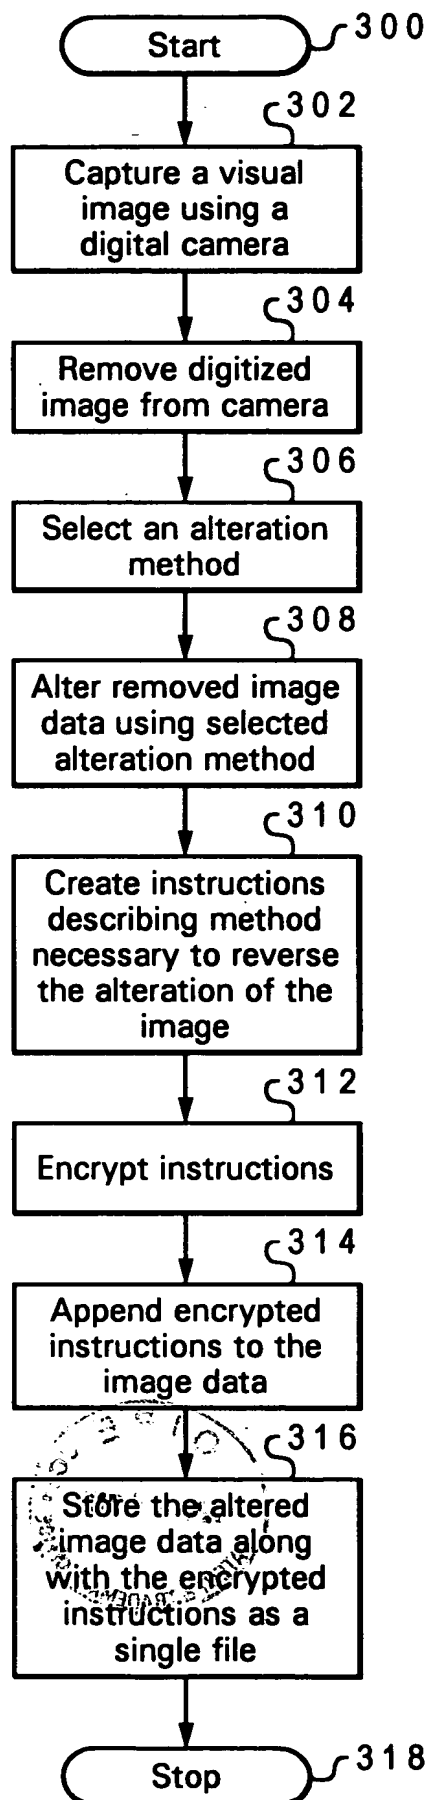 300
Start
302
Capture a visual
image using a
digital camera
304
Remove digitized
image from camera
306
Select an alteration
method
308
Alter removed image
data using selected
alteration method
310
Create instructions
describing method
necessary to reverse
the alteration of the
image
312
Encrypt instructions
314
Append encrypted
instructions to the
image data
316
Store the altered
image data along
with the encrypted
instructions as a
single file
318
Stop